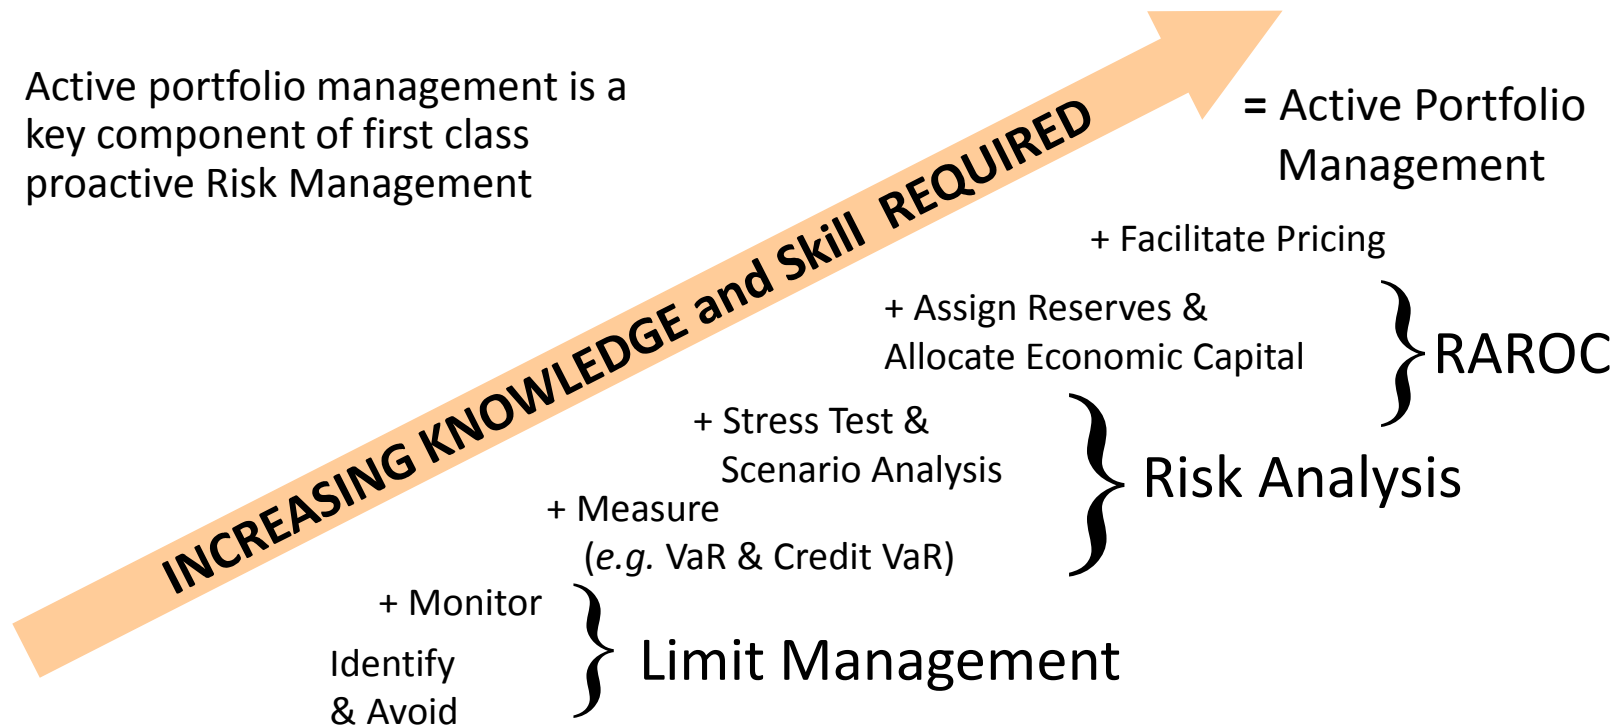 Active portfolio management is a
key component of first class
proactive Risk Management
INCREASING KNOWLEDGE and Skill REQUIRED
= Active Portfolio
Management
+ Facilitate Pricing
+ Assign Reserves &
Allocate Economic Capital
RAROC
+ Stress Test &
Scenario Analysis
Risk Analysis
+ Measure
(e.g. VaR & Credit VaR)
+ Monitor
Limit Management
Identify
& Avoid